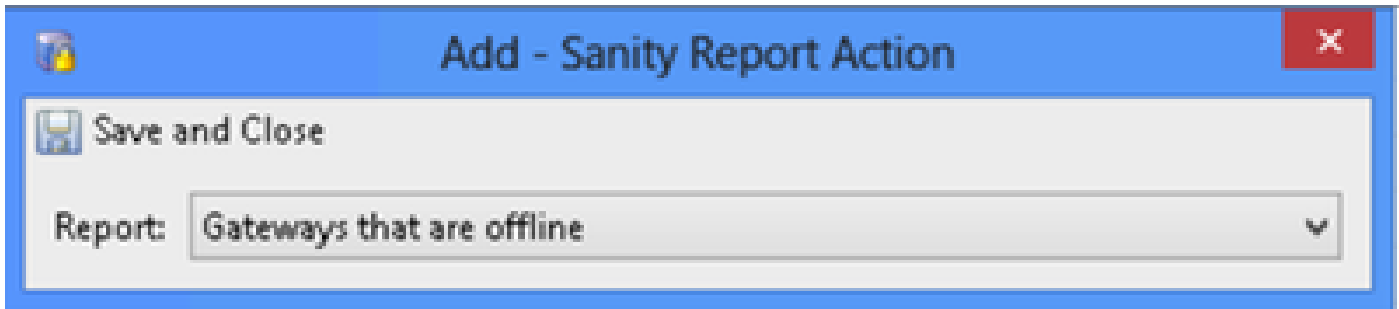 Add - Sanity Report Action
Save and Close
Report: Gateways that are offline